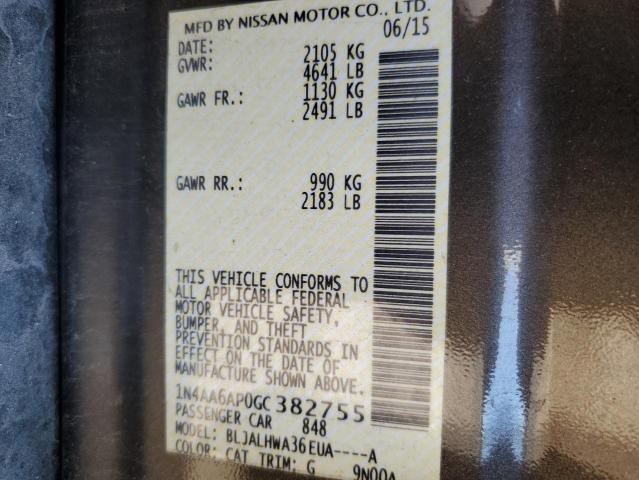 MFD BY NISSAN MOTOR CO., LTD.
DATE: 06/15
GVWR: 2105 KG
4641 LB
GAWR FR.: 1130 KG
2491 LB
GAWR RR.: 990 KG
2183 LB
THIS VEHICLE CONFORMS TO
ALL APPLICABLE FEDERAL
MOTOR VEHICLE SAFETY,
BUMPER, AND THEFT
PREVENTION STANDARDS IN
EFFECT ON THE DATE OF
MANUFACTURE SHOWN ABOVE.
1N4AA6AP0GC382755
PASSENGER CAR 848
MODEL: BLJALHWA36EUA----A
COLOR: CAT TRIM: G 9N00A